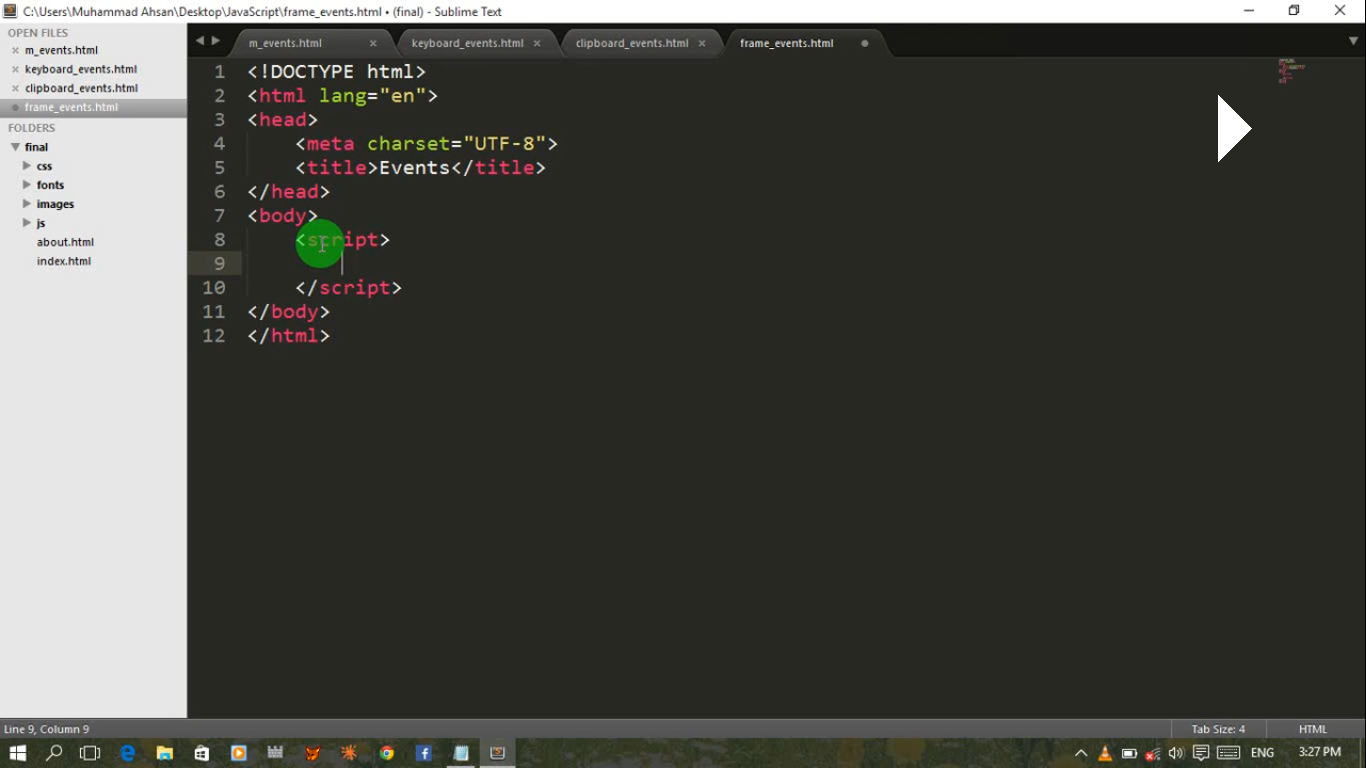 C:\Users\Muhammad Ahsan\Desktop\JavaScript\frame_events.html • (final) - Sublime Text
OPEN FILES
m_events.html
keyboard_events.html
clipboard_events.html
frame_events.html
FOLDERS
final
css
fonts
images
js
about.html
index.html
m_events.html
keyboard_events.html
clipboard_events.html
frame_events.html
1 <!DOCTYPE html>
2 <html lang="en">
3 <head>
4 <meta charset="UTF-8">
5 <title>Events</title>
6 </head>
7 <body>
8 <script>
9
10 </script>
11 </body>
12 </html>
Line 9, Column 9
Tab Size: 4
HTML
ENG
3:27 PM